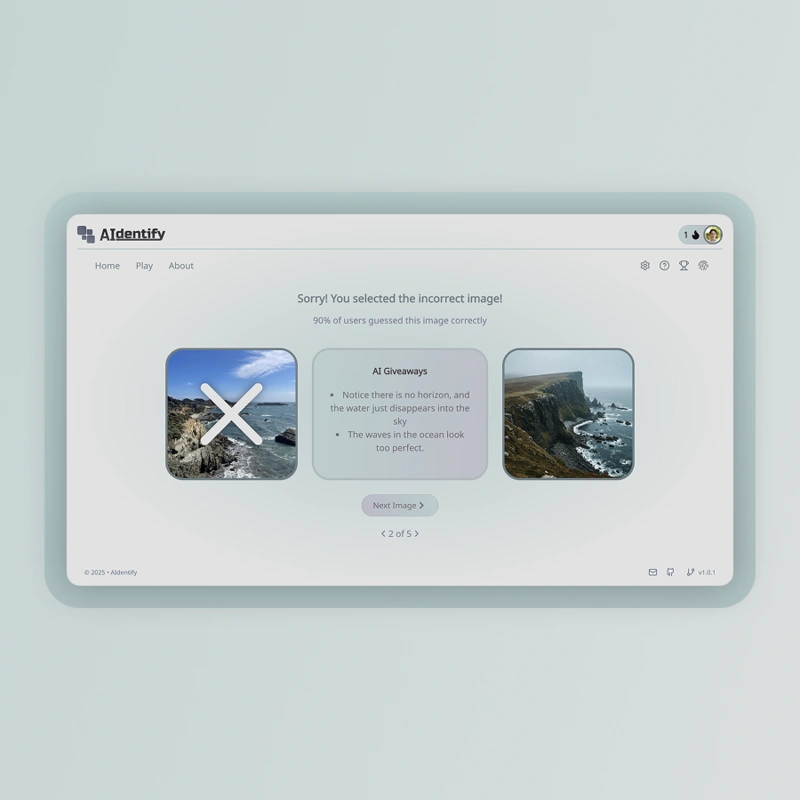 AIdentify
1
Home Play About
Sorry! You selected the incorrect image!
90% of users guessed this image correctly
AI Giveaways
• Notice there is no horizon, and
the water just disappears into the
sky
• The waves in the ocean look
too perfect.
Next Image >
< 2 of 5 >
© 2025 • AIdentify
v1.0.1